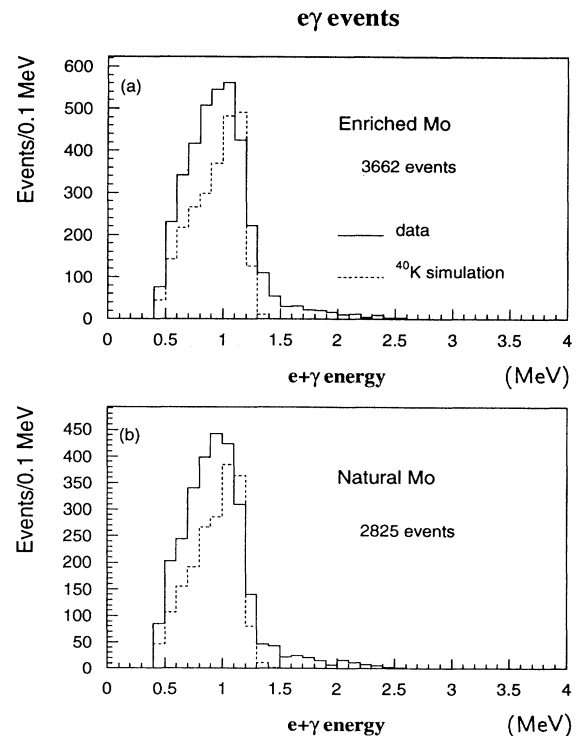 eγ events
Events/0.1 MeV
600
500
400
300
200
100
0
(a)
Enriched Mo
3662 events
data
⁴⁰K simulation
0 0.5 1 1.5 2 2.5 3 3.5 4
e+γ energy (MeV)
Events/0.1 MeV
450
400
350
300
250
200
150
100
50
0
(b)
Natural Mo
2825 events
0 0.5 1 1.5 2 2.5 3 3.5 4
e+γ energy (MeV)